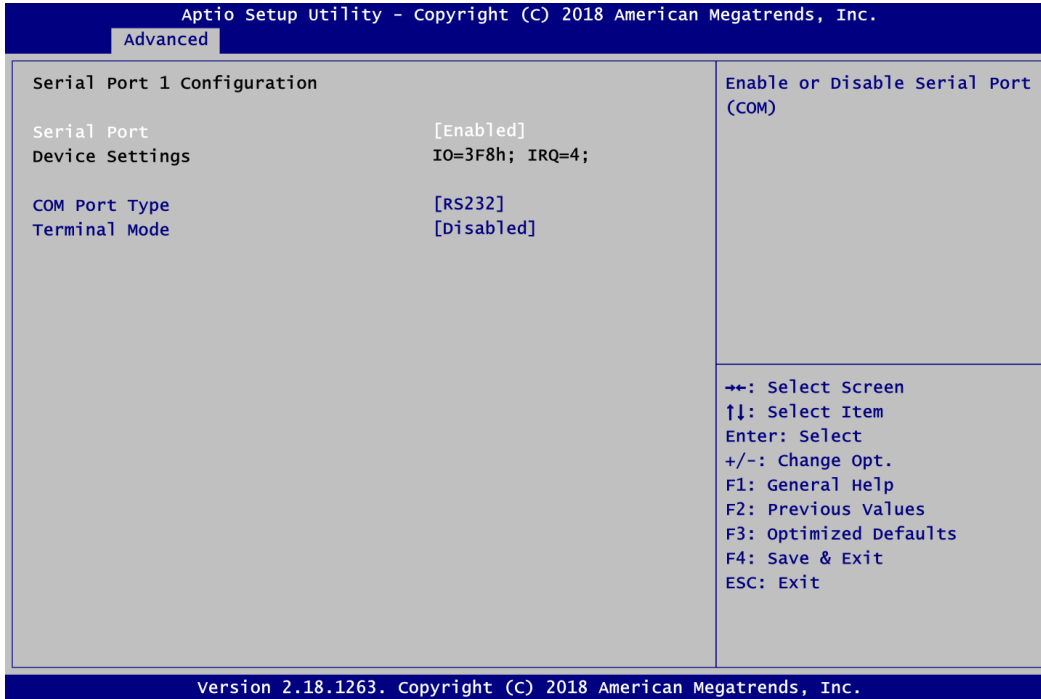 Aptio Setup Utility - Copyright (C) 2018 American Megatrends, Inc.
Advanced
Serial Port 1 Configuration
Serial Port [Enabled]
Device Settings IO=3F8h; IRQ=4;
COM Port Type [RS232]
Terminal Mode [Disabled]
Enable or Disable Serial Port
(COM)
→←: Select Screen
↑↓: Select Item
Enter: Select
+/-: Change Opt.
F1: General Help
F2: Previous Values
F3: Optimized Defaults
F4: Save & Exit
ESC: Exit
Version 2.18.1263. Copyright (C) 2018 American Megatrends, Inc.